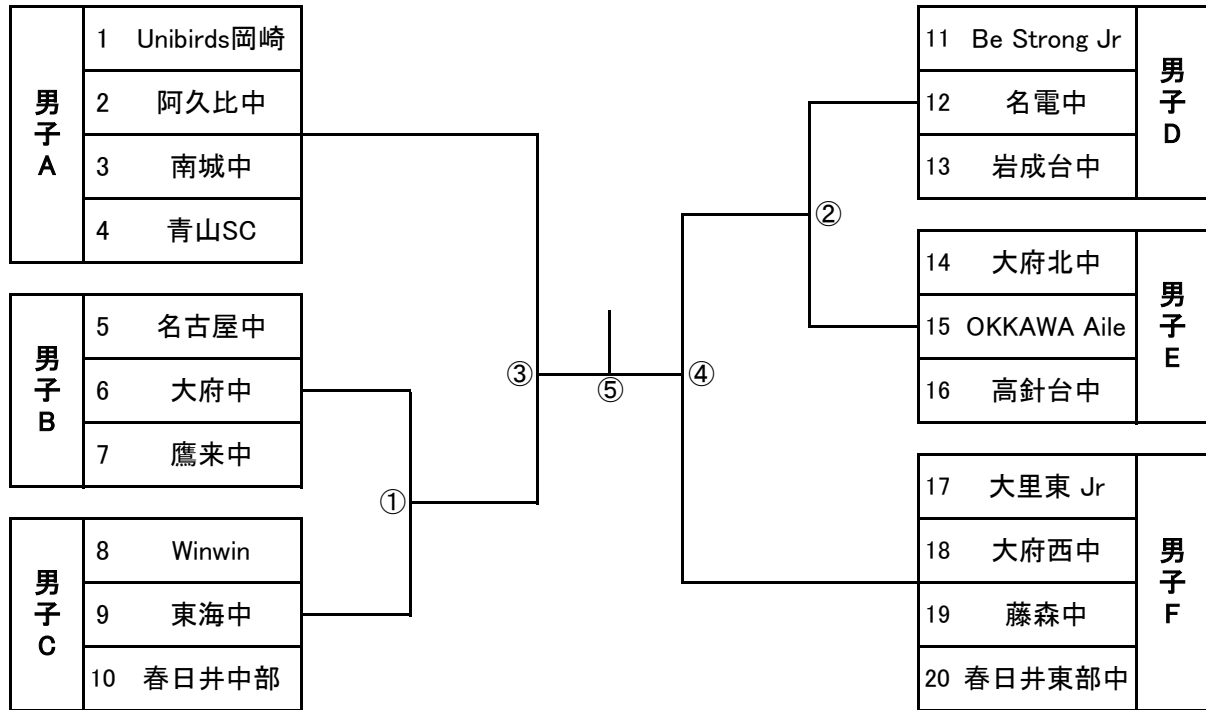 男子A
1 Unibirds岡崎
2 阿久比中
3 南城中
4 青山SC
男子B
5 名古屋中
6 大府中
7 鷹来中
男子C
8 Winwin
9 東海中
10 春日井中部
①
③
⑤
④
②
11 Be Strong Jr
12 名電中
13 岩成台中
男子D
14 大府北中
15 OKKAWA Aile
16 高針台中
男子E
17 大里東 Jr
18 大府西中
19 藤森中
20 春日井東部中
男子F